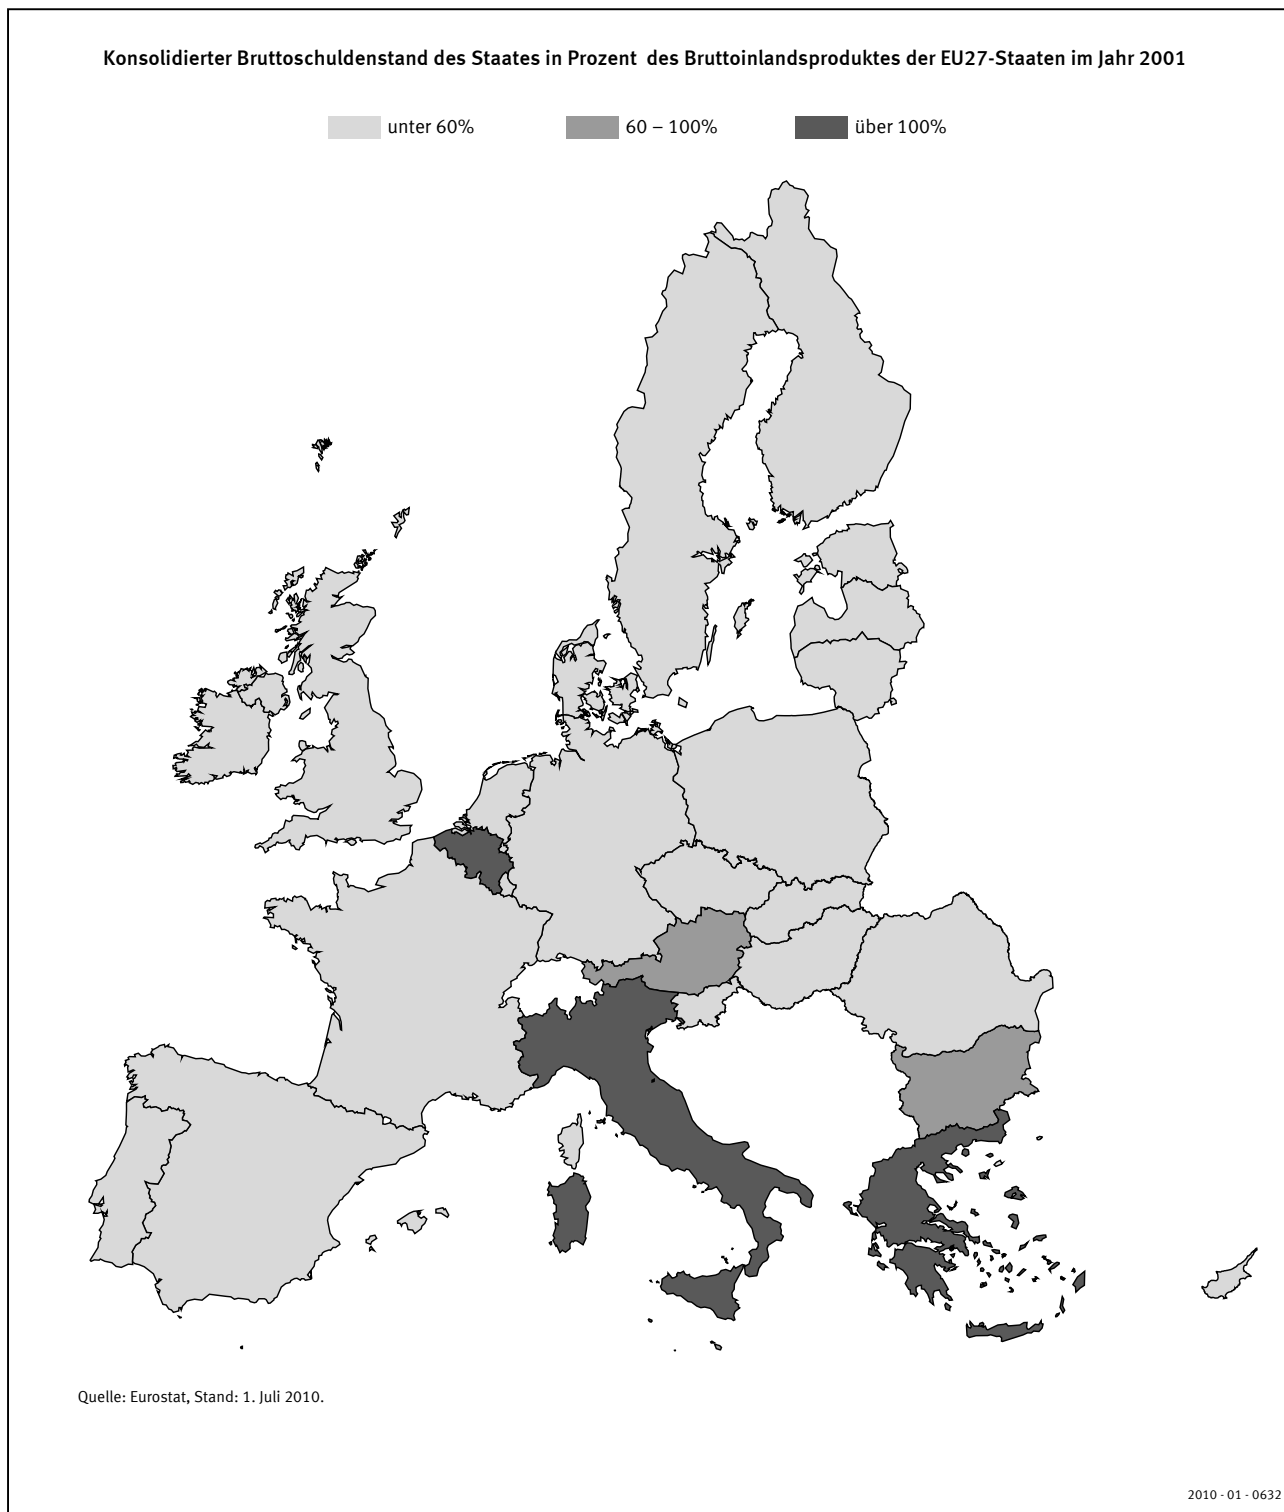 Konsolidierter Bruttoschuldenstand des Staates in Prozent des Bruttoinlandsproduktes der EU27-Staaten im Jahr 2001
unter 60%
60 – 100%
über 100%
Quelle: Eurostat, Stand: 1. Juli 2010.
2010 - 01 - 0632